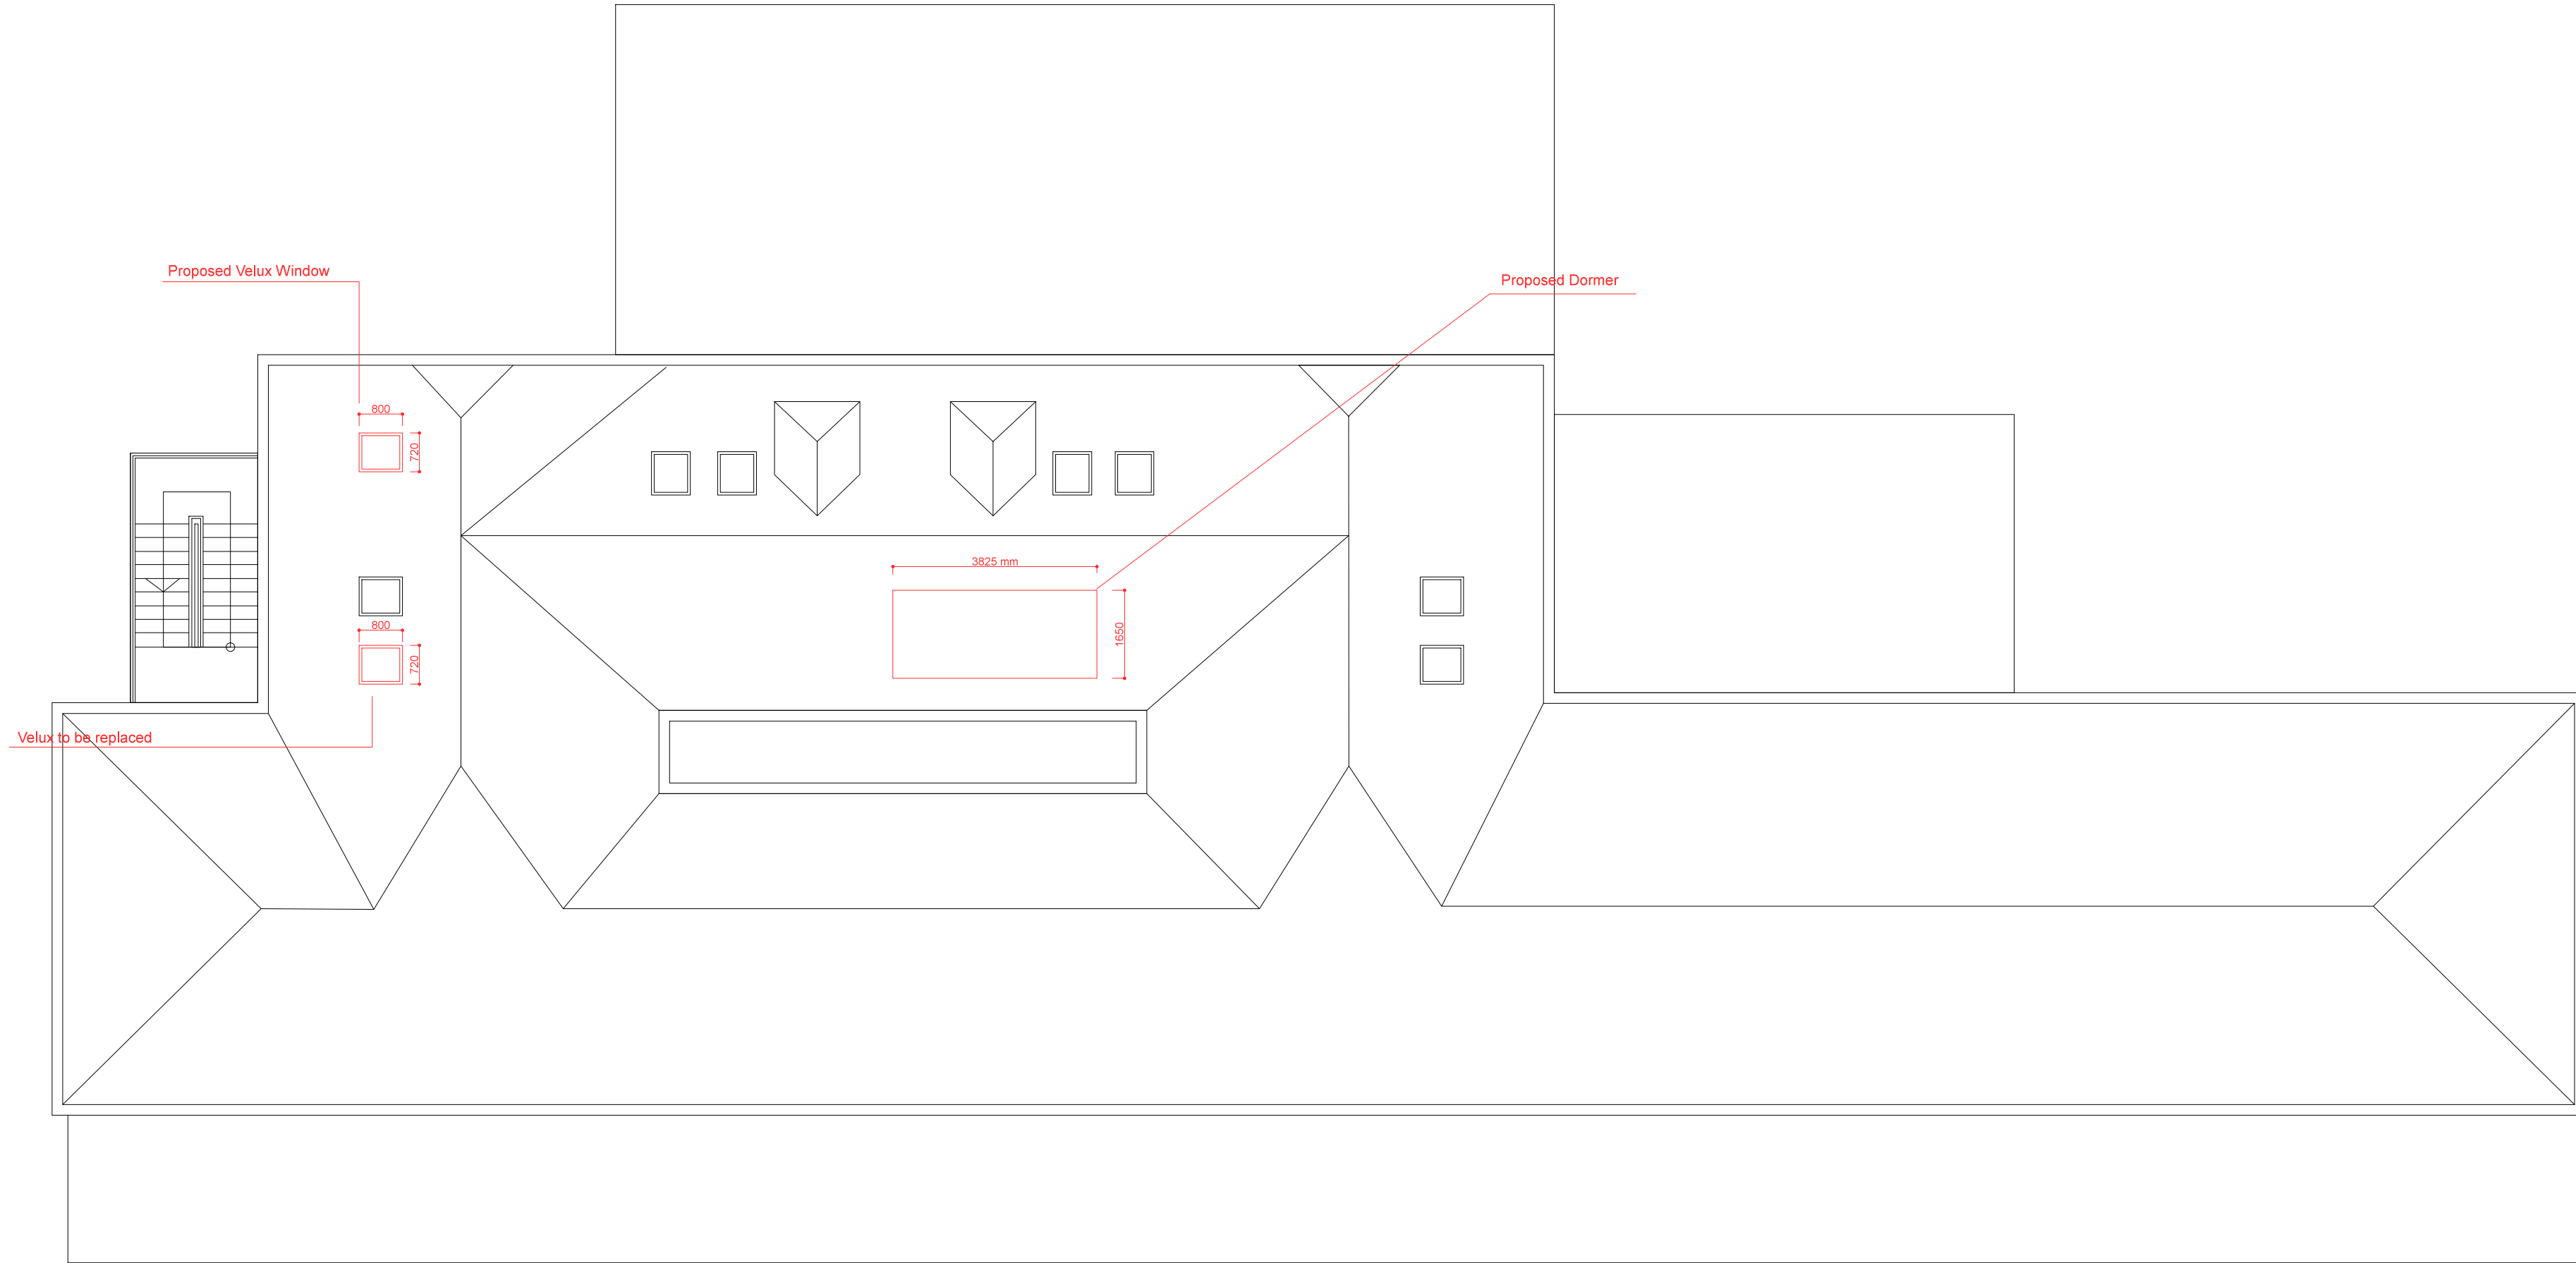 Proposed Velux Window
Proposed Dormer
800
720
3825 mm
1650
800
720
Velux to be replaced